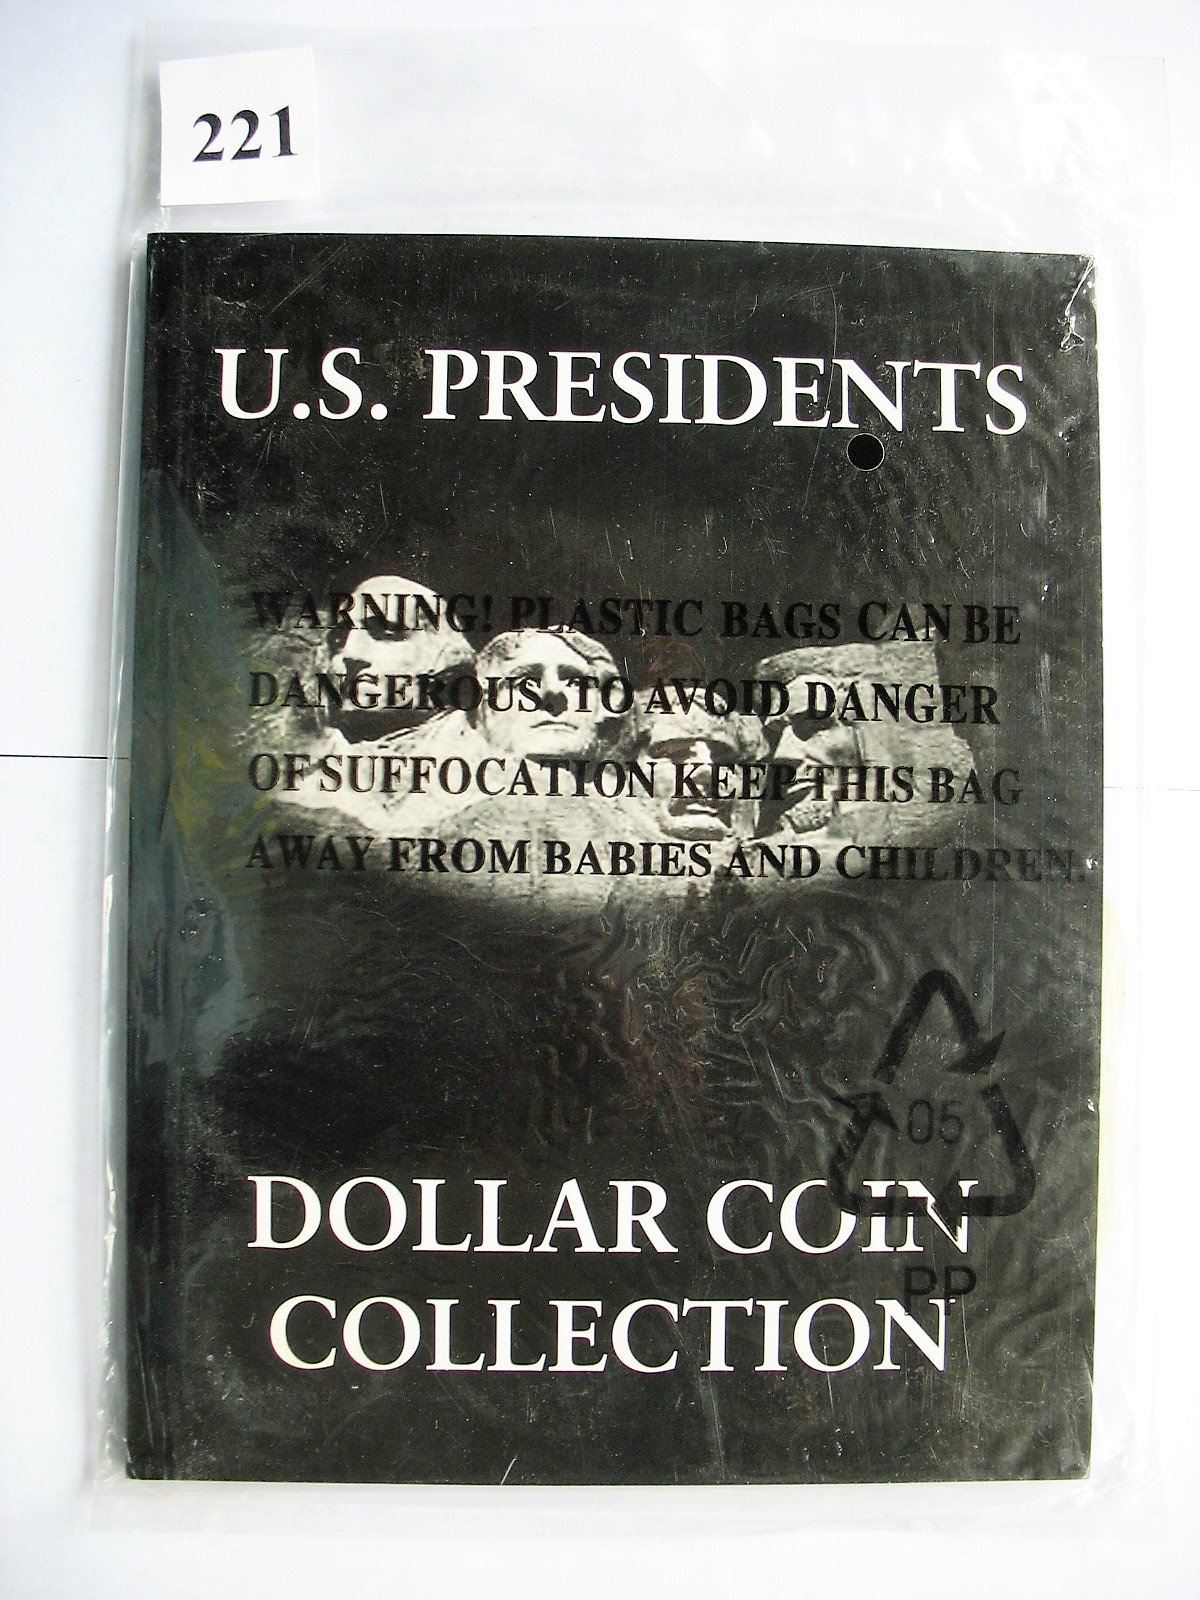 221
U.S. PRESIDENTS
WARNING! PLASTIC BAGS CAN BE
DANGEROUS. TO AVOID DANGER
OF SUFFOCATION KEEP THIS BAG
AWAY FROM BABIES AND CHILDREN.
05
PP
DOLLAR COIN
COLLECTION